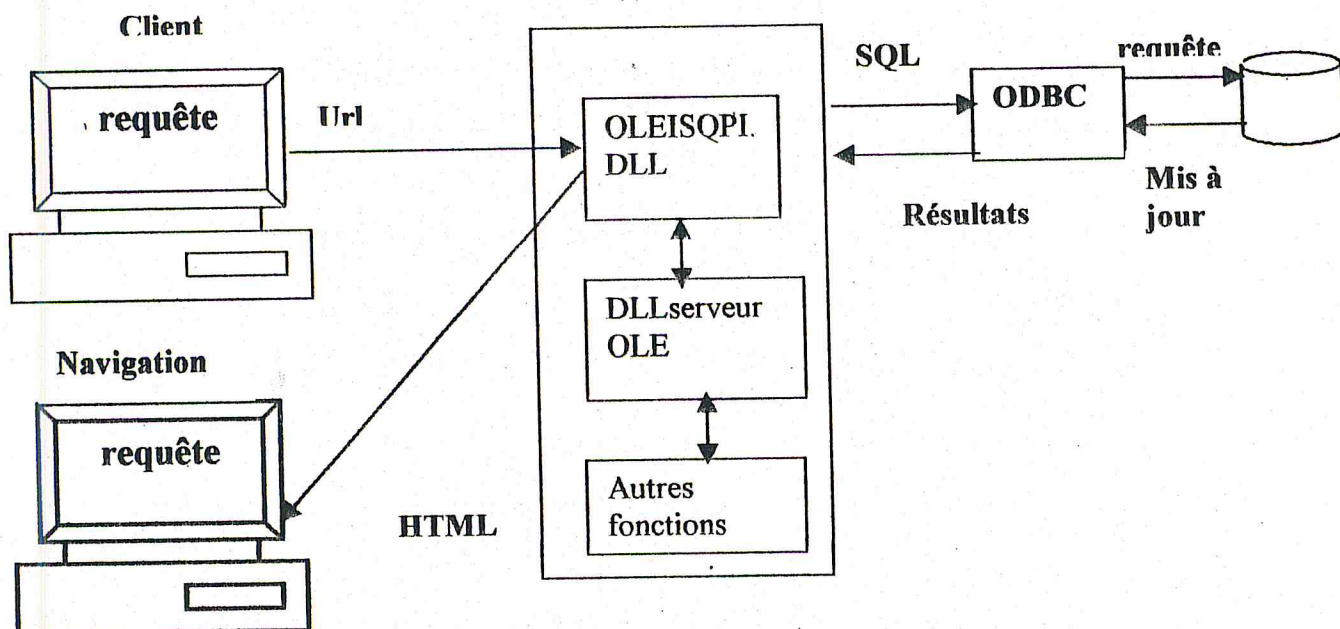 Client
requête
Url
OLEISQPI.
DLL
SQL
ODBC
requête
Résultats
Mis à
jour
DLLserveur
OLE
Navigation
requête
HTML
Autres
fonctions